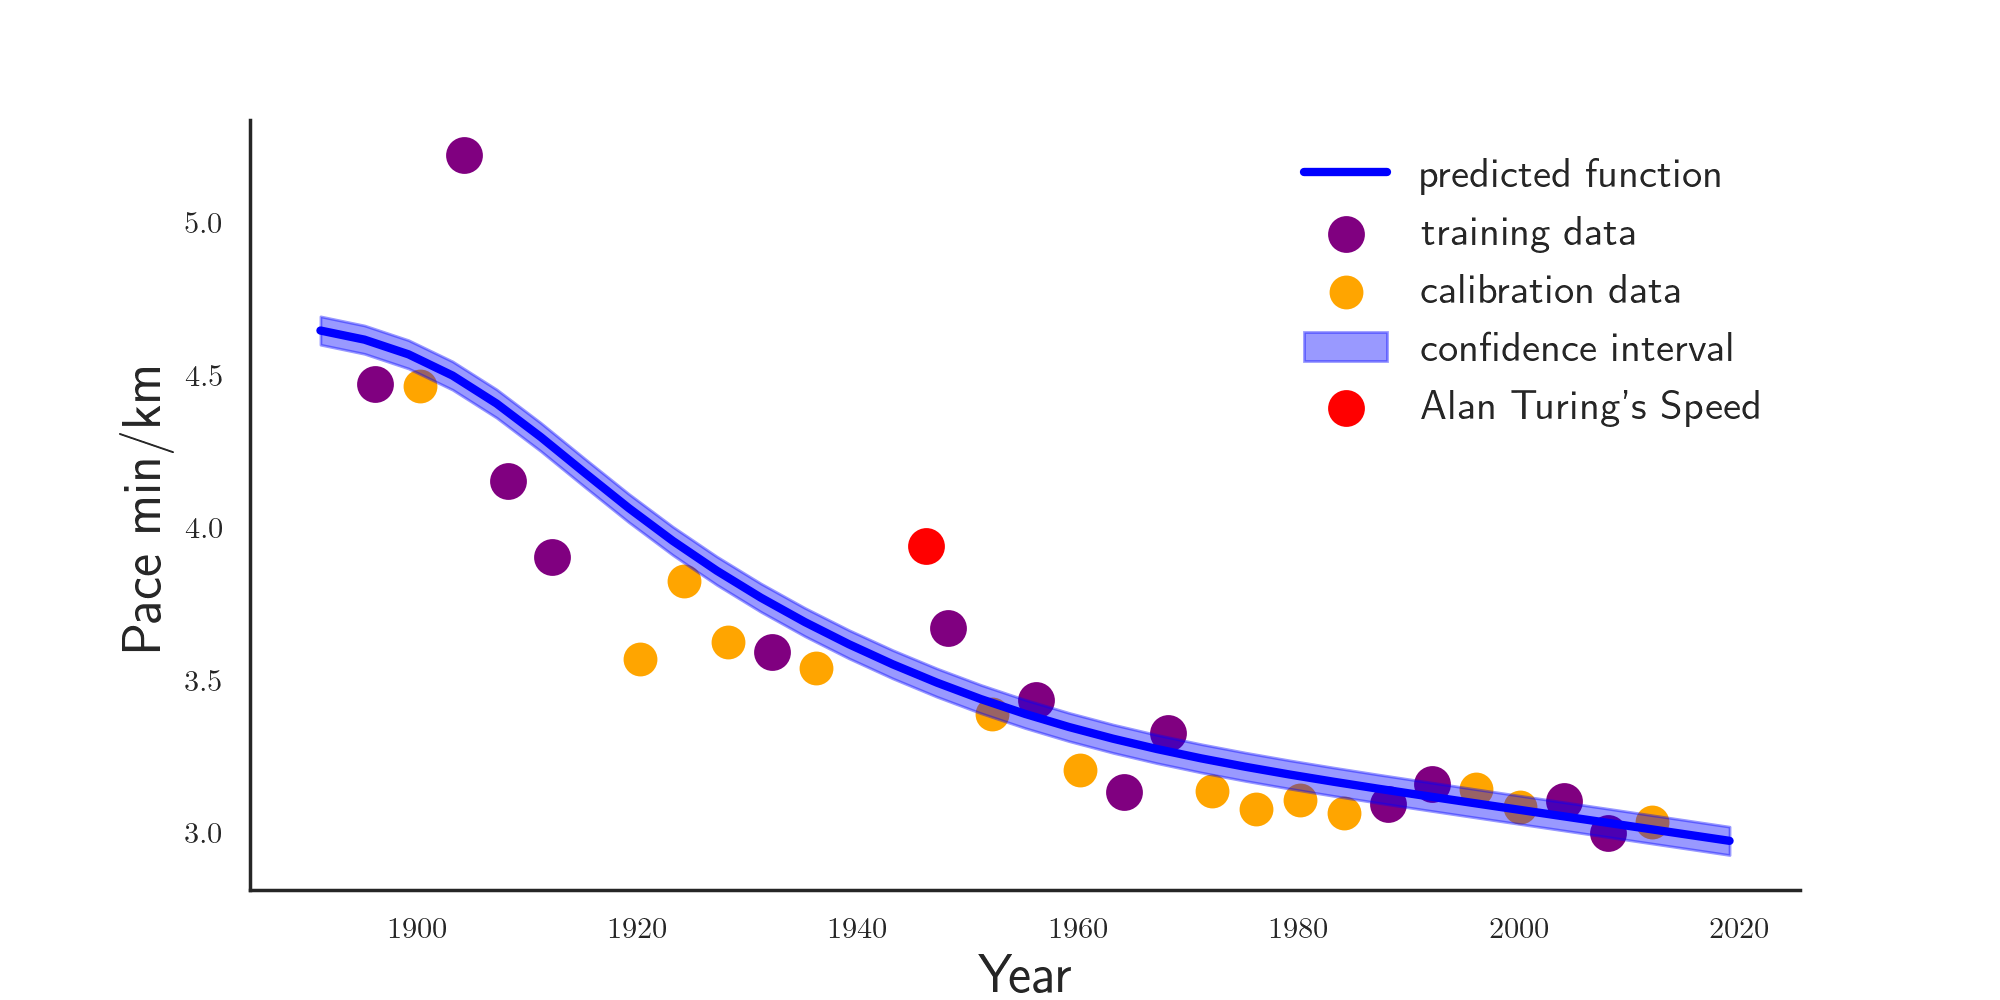 predicted function
training data
calibration data
confidence interval
Alan Turing's Speed
Pace min/km
5.0
4.5
4.0
3.5
3.0
1900 1920 1940 1960 1980 2000 2020
Year